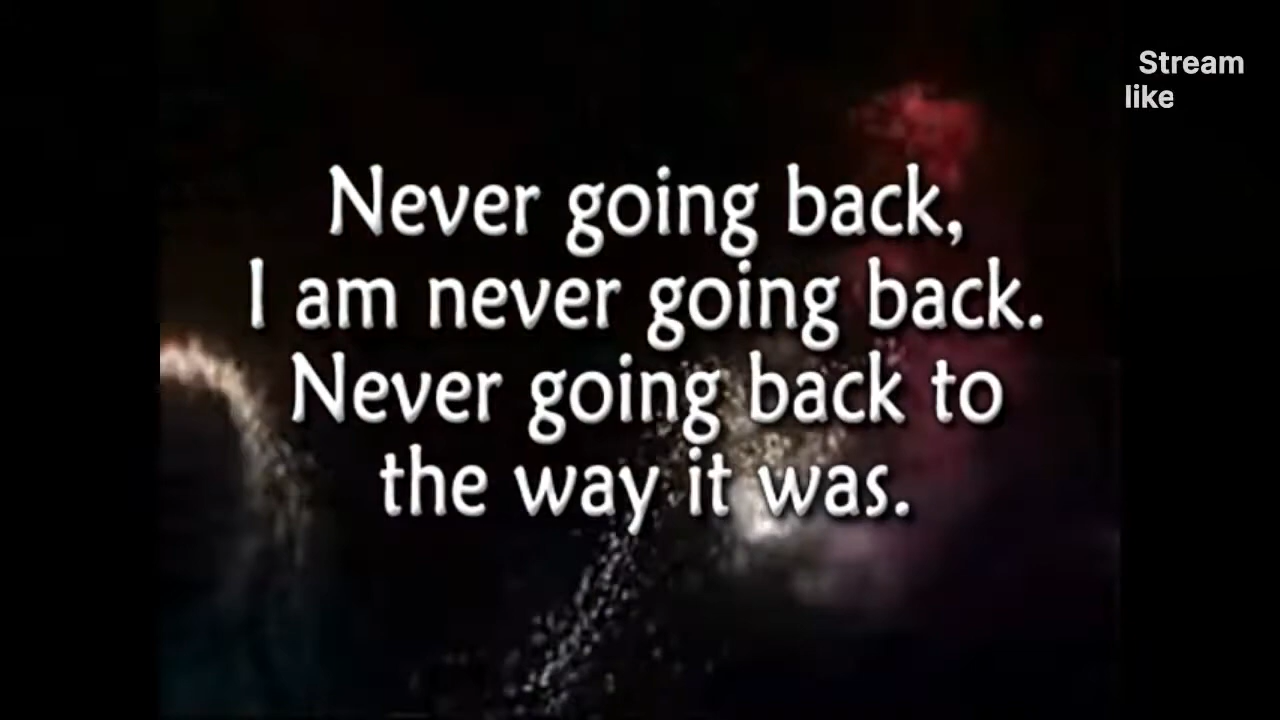 Stream
like
Never going back,
I am never going back.
Never going back to
the way it was.